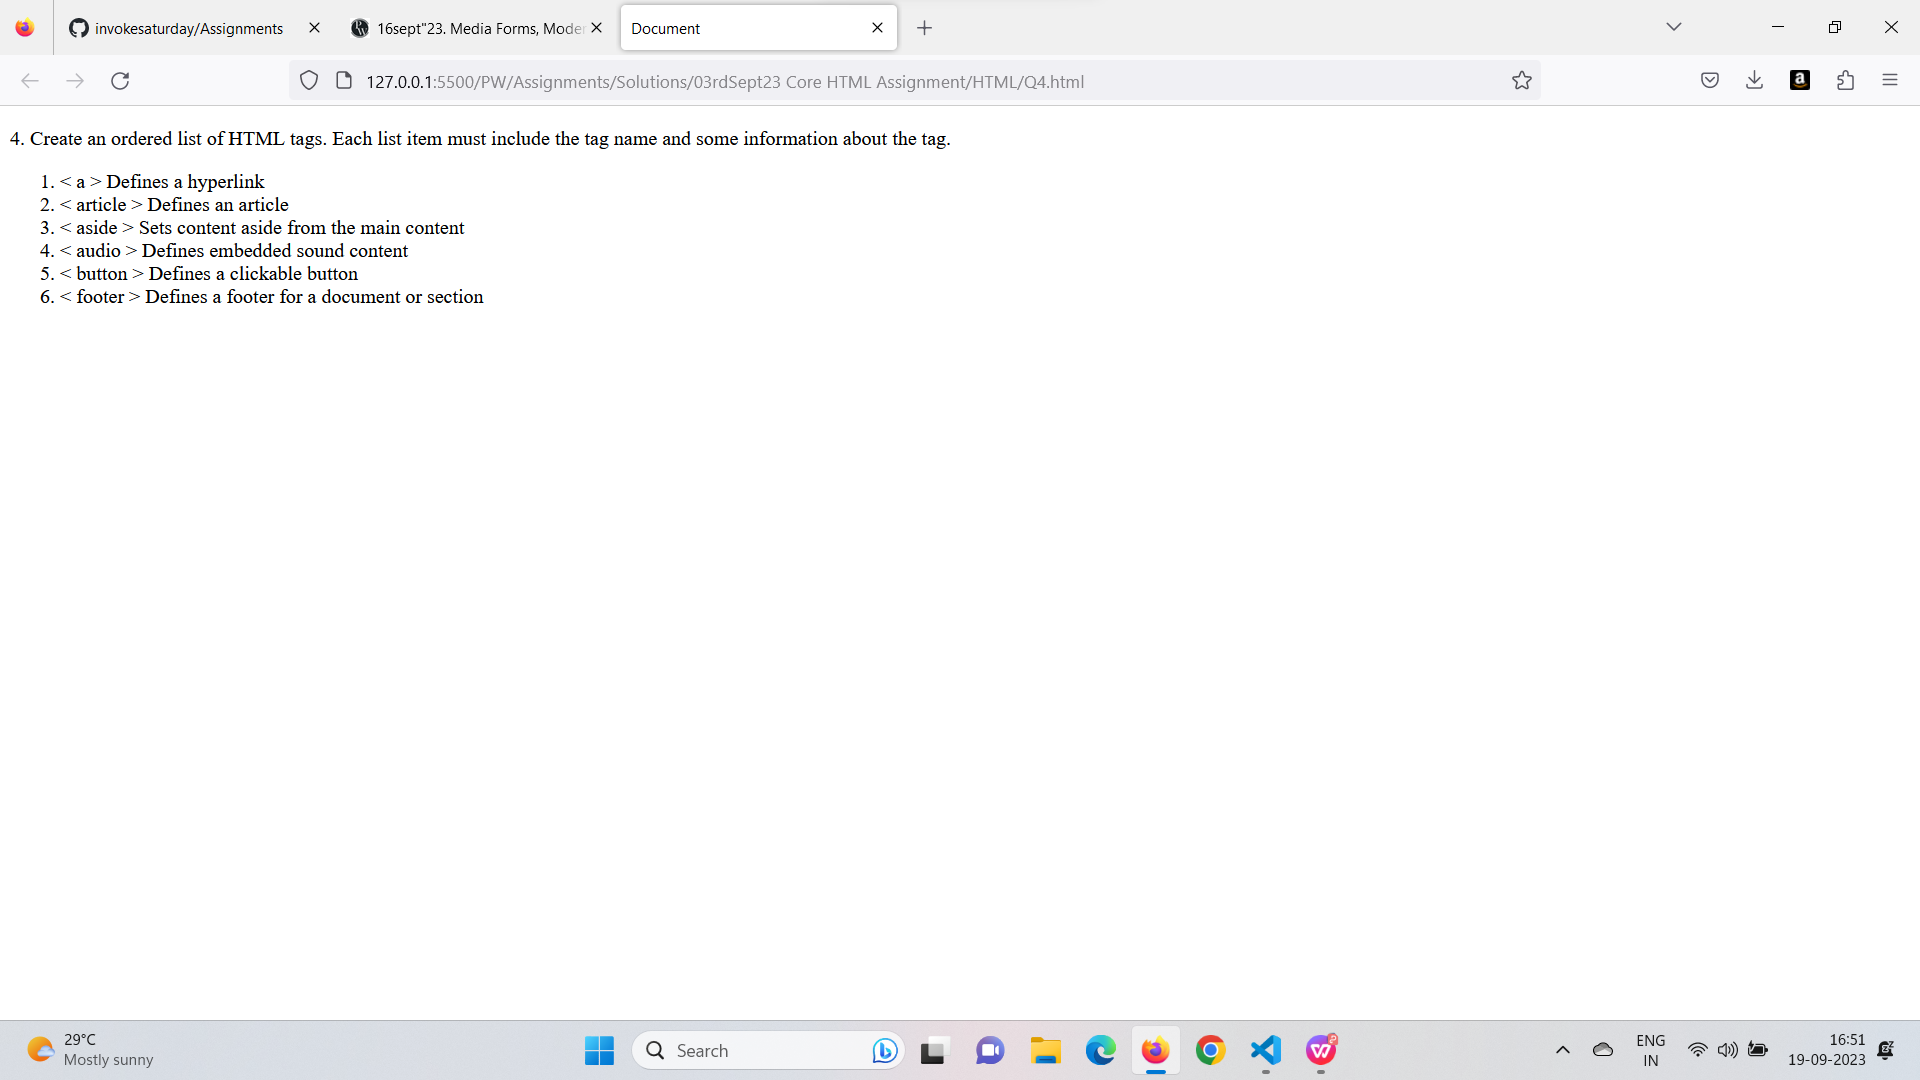 invokesaturday/Assignments
16sept"23. Media Forms, Moder
Document
127.0.0.1:5500/PW/Assignments/Solutions/03rdSept23 Core HTML Assignment/HTML/Q4.html
4. Create an ordered list of HTML tags. Each list item must include the tag name and some information about the tag.
1. < a > Defines a hyperlink
2. < article > Defines an article
3. < aside > Sets content aside from the main content
4. < audio > Defines embedded sound content
5. < button > Defines a clickable button
6. < footer > Defines a footer for a document or section
29°C
Mostly sunny
Search
ENG
IN
16:51
19-09-2023